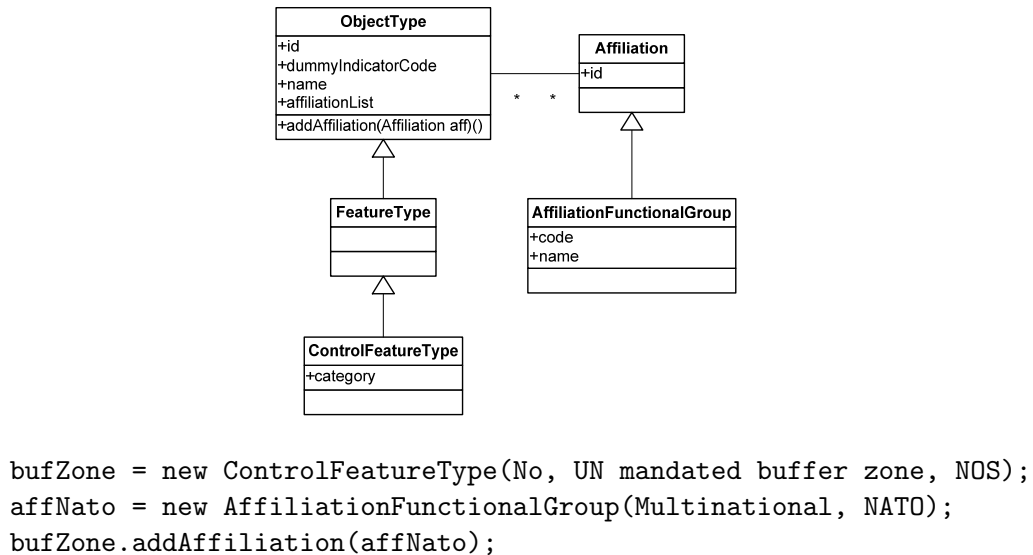 ObjectType
+id
+dummyIndicatorCode
+name
+affiliationList
+addAffiliation(Affiliation aff)()
Affiliation
+id
* *
FeatureType
AffiliationFunctionalGroup
+code
+name
ControlFeatureType
+category
bufZone = new ControlFeatureType(No, UN mandated buffer zone, NOS);
affNato = new AffiliationFunctionalGroup(Multinational, NATO);
bufZone.addAffiliation(affNato);